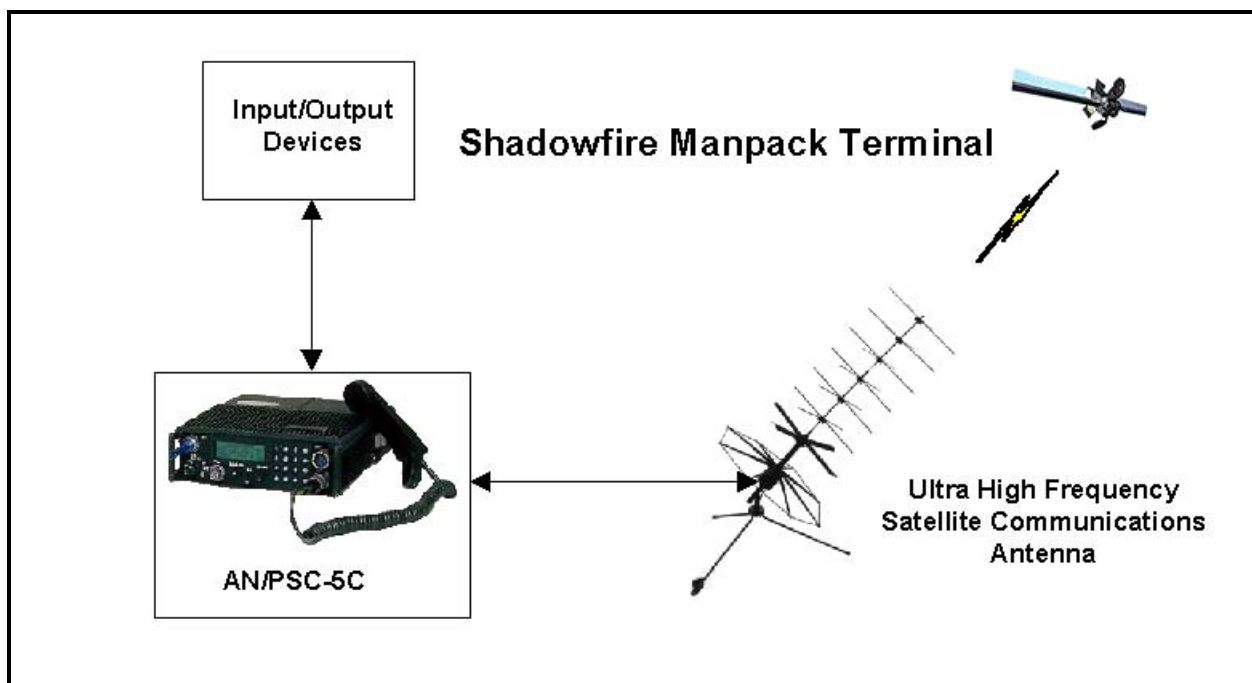 Input/Output
Devices
Shadowfire Manpack Terminal
Ultra High Frequency
Satellite Communications
Antenna
AN/PSC-5C